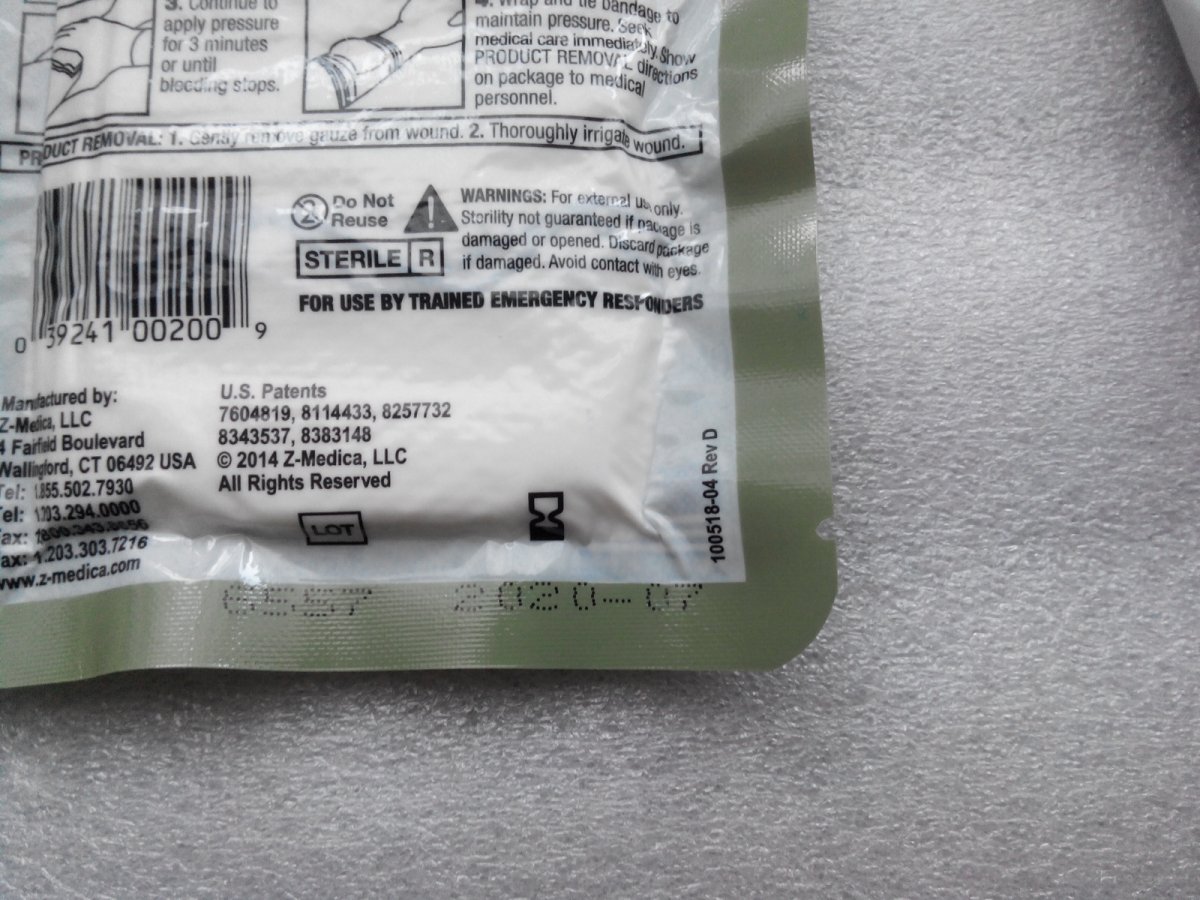 3. Continue to
apply pressure
for 3 minutes
or until
bleeding stops.
4. Wrap and tie bandage to
maintain pressure. Seek
medical care immediately. Show
PRODUCT REMOVAL directions
on package to medical
personnel.
PRODUCT REMOVAL: 1. Gently remove gauze from wound. 2. Thoroughly irrigate wound.
2 Do Not
Reuse
STERILE R
WARNINGS: For external use only.
Sterility not guaranteed if package is
damaged or opened. Discard package
if damaged. Avoid contact with eyes.
FOR USE BY TRAINED EMERGENCY RESPONDERS
0 39241 00200 9
Manufactured by:
Z-Medica, LLC
4 Fairfield Boulevard
Wallingford, CT 06492 USA
Tel: 1.855.502.7930
Tel: 1.203.294.0000
Fax:
Fax: 1.203.303.7216
www.z-medica.com
U.S. Patents
7604819, 8114433, 8257732
8343537, 8383148
© 2014 Z-Medica, LLC
All Rights Reserved
LOT
100518-04 Rev D
2020-07